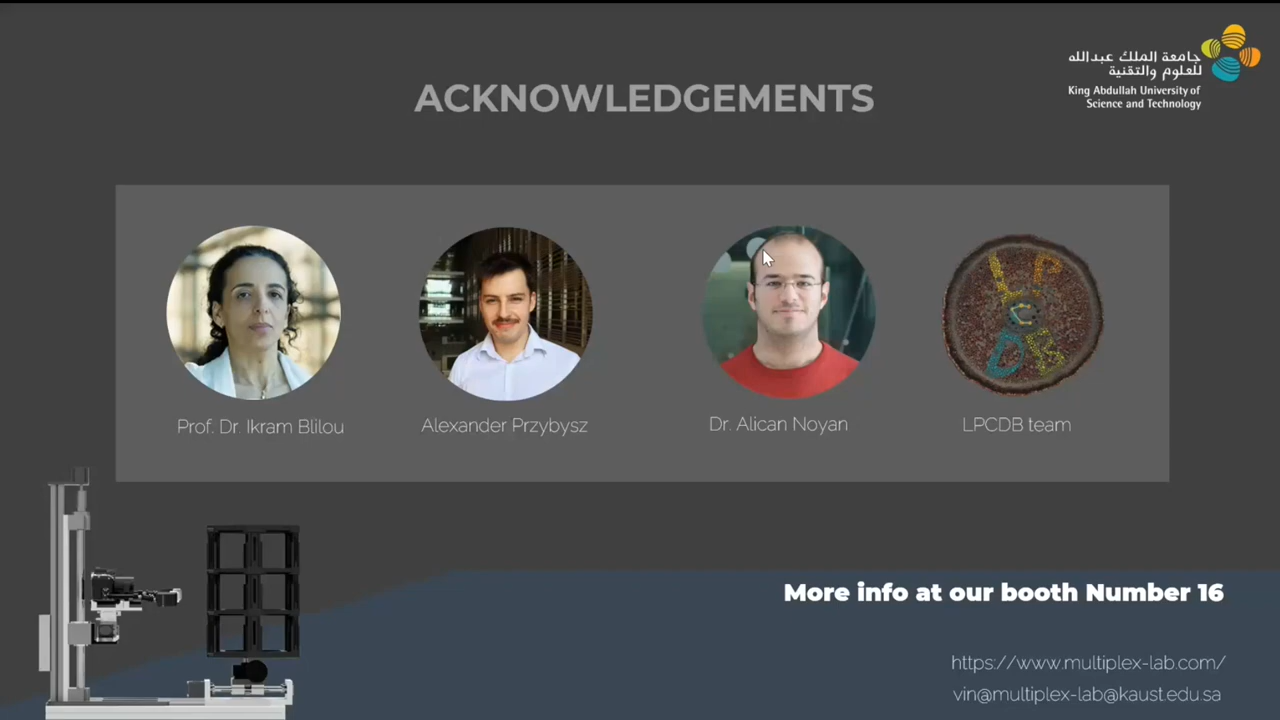 جامعة الملك عبدالله
للعلوم والتقنية
King Abdullah University of
Science and Technology
ACKNOWLEDGEMENTS
LP
C
DB
Prof. Dr. Ikram Blilou
Alexander Przybysz
Dr. Alican Noyan
LPCDB team
More info at our booth Number 16
https://www.multiplex-lab.com/
vin@multiplex-lab@kaust.edu.sa